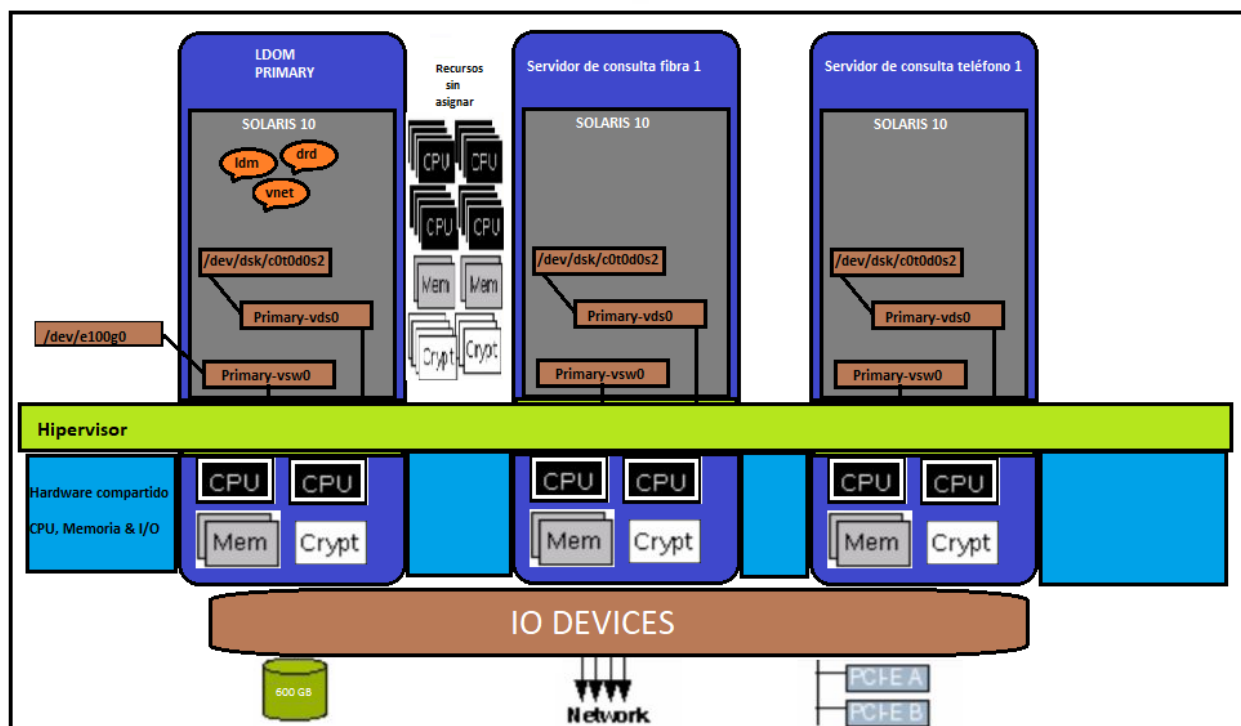 LDOM
PRIMARY
SOLARIS 10
ldm
drd
vnet
/dev/dsk/c0t0d0s2
Primary-vds0
/dev/e100g0
Primary-vsw0
Recursos
sin
asignar
CPU
CPU
CPU
CPU
Mem
Mem
Crypt
Crypt
Servidor de consulta fibra 1
SOLARIS 10
/dev/dsk/c0t0d0s2
Primary-vds0
Primary-vsw0
Servidor de consulta teléfono 1
SOLARIS 10
/dev/dsk/c0t0d0s2
Primary-vds0
Primary-vsw0
Hipervisor
Hardware compartido
CPU, Memoria & I/O
CPU
CPU
Mem
Crypt
CPU
CPU
Mem
Crypt
CPU
CPU
Mem
Crypt
IO DEVICES
600 GB
Network
PCI-E A
PCI-E B